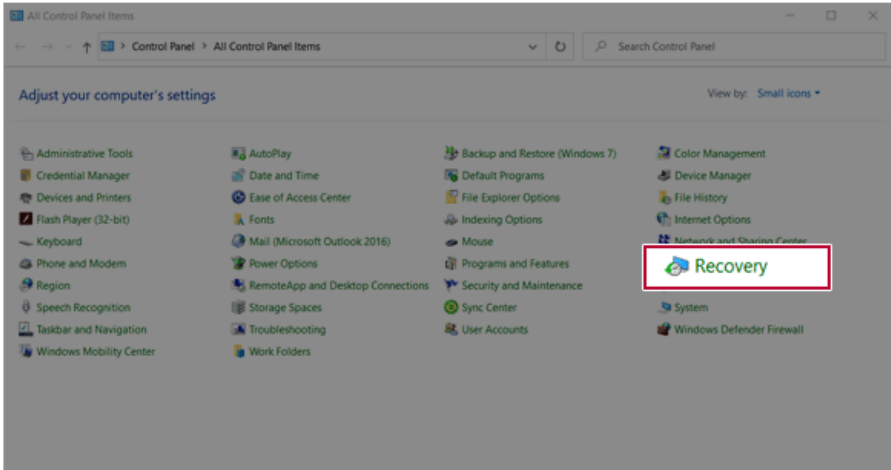 All Control Panel Items
Control Panel > All Control Panel Items
Search Control Panel
Adjust your computer's settings
View by: Small icons
Administrative Tools
AutoPlay
Backup and Restore (Windows 7)
Color Management
Credential Manager
Date and Time
Default Programs
Device Manager
Devices and Printers
Ease of Access Center
File Explorer Options
File History
Flash Player (32-bit)
Fonts
Indexing Options
Internet Options
Keyboard
Mail (Microsoft Outlook 2016)
Mouse
Network and Sharing Center
Phone and Modem
Power Options
Programs and Features
Recovery
Region
RemoteApp and Desktop Connections
Security and Maintenance
Speech Recognition
Storage Spaces
Sync Center
System
Taskbar and Navigation
Troubleshooting
User Accounts
Windows Defender Firewall
Windows Mobility Center
Work Folders